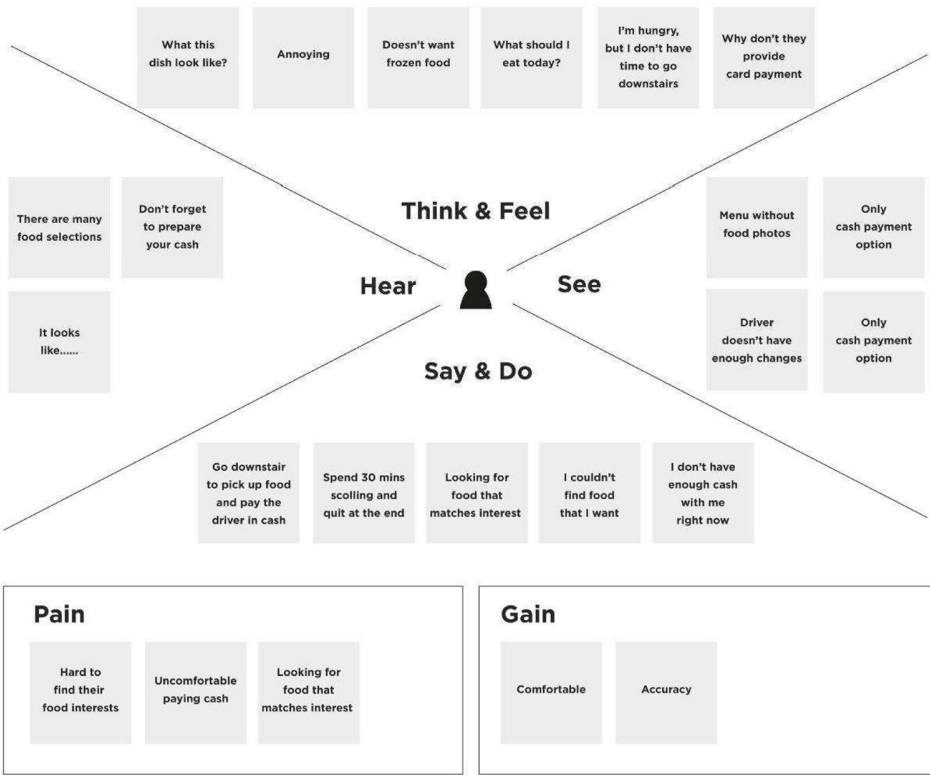 What this
dish look like?
Annoying
Doesn't want
frozen food
What should I
eat today?
I'm hungry,
but I don't have
time to go
downstairs
Why don't they
provide
card payment
Think & Feel
There are many
food selections
Don't forget
to prepare
your cash
It looks
like......
Hear
See
Menu without
food photos
Only
cash payment
option
Driver
doesn't have
enough changes
Only
cash payment
option
Say & Do
Go downstair
to pick up food
and pay the
driver in cash
Spend 30 mins
scolling and
quit at the end
Looking for
food that
matches interest
I couldn't
find food
that I want
I don't have
enough cash
with me
right now
Pain
Hard to
find their
food interests
Uncomfortable
paying cash
Looking for
food that
matches interest
Gain
Comfortable
Accuracy